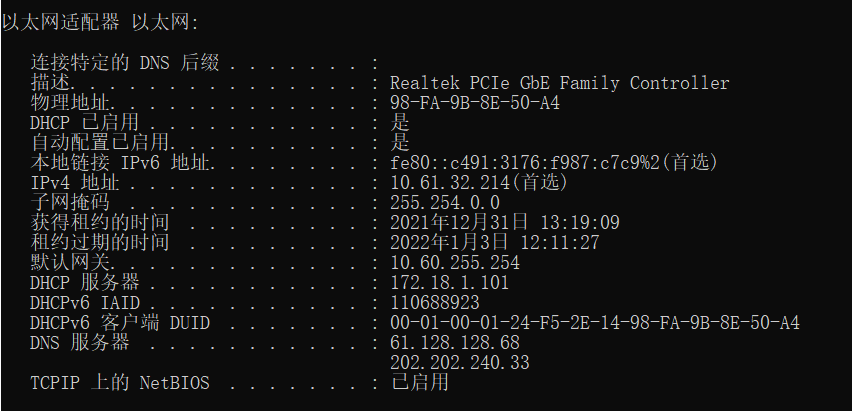 以太网适配器 以太网:
连接特定的 DNS 后缀 . . . . . . . :
描述. . . . . . . . . . . . . . . : Realtek PCIe GbE Family Controller
物理地址. . . . . . . . . . . . . : 98-FA-9B-8E-50-A4
DHCP 已启用 . . . . . . . . . . . : 是
自动配置已启用. . . . . . . . . . : 是
本地链接 IPv6 地址. . . . . . . . : fe80::c491:3176:f987:c7c9%2(首选)
IPv4 地址 . . . . . . . . . . . . : 10.61.32.214(首选)
子网掩码  . . . . . . . . . . . . : 255.254.0.0
获得租约的时间  . . . . . . . . . : 2021年12月31日 13:19:09
租约过期的时间  . . . . . . . . . : 2022年1月3日 12:11:27
默认网关. . . . . . . . . . . . . : 10.60.255.254
DHCP 服务器 . . . . . . . . . . . : 172.18.1.101
DHCPv6 IAID . . . . . . . . . . . : 110688923
DHCPv6 客户端 DUID  . . . . . . . : 00-01-00-01-24-F5-2E-14-98-FA-9B-8E-50-A4
DNS 服务器  . . . . . . . . . . . : 61.128.128.68
202.202.240.33
TCPIP 上的 NetBIOS  . . . . . . . : 已启用